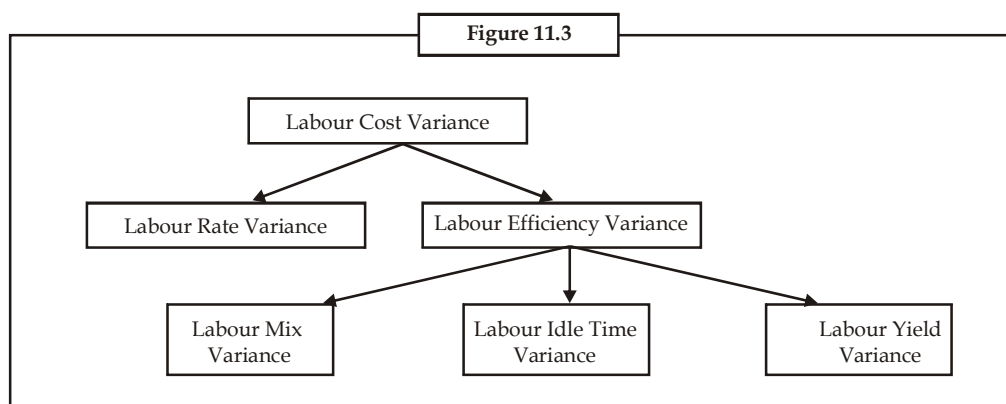 Figure 11.3
Labour Cost Variance
Labour Rate Variance
Labour Efficiency Variance
Labour Mix
Variance
Labour Idle Time
Variance
Labour Yield
Variance